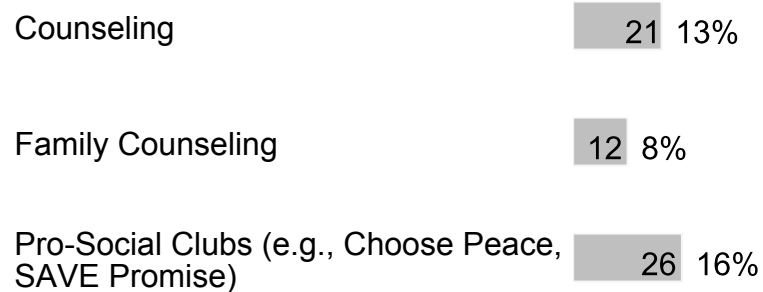 Counseling 21 13%
Family Counseling 12 8%
Pro-Social Clubs (e.g., Choose Peace,
SAVE Promise) 26 16%